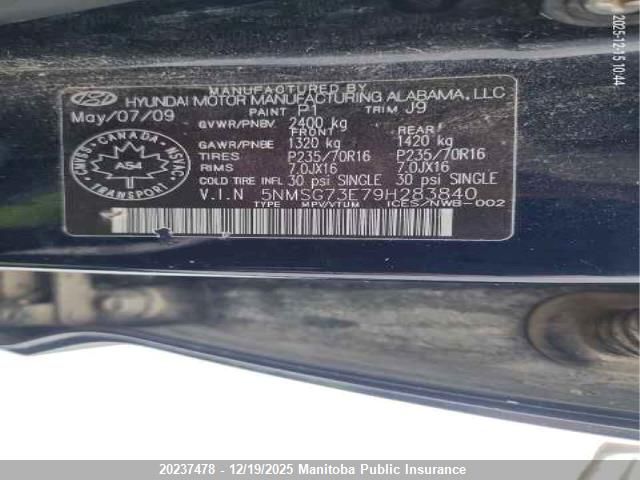 2025-12-15 10:44
MANUFACTURED BY
HYUNDAI MOTOR MANUFACTURING ALABAMA, LLC
May/07/09 PAINT P1 TRIM J9
GVWR/PNBV 2400 kg
FRONT REAR
GAWR/PNBE 1320 kg 1420 kg
TIRES P235/70R16 P235/70R16
RIMS 7.0JX16 7.0JX16
COLD TIRE INFL 30 psi SINGLE 30 psi SINGLE
V.I.N 5NMSG73E79H283840
TYPE MPV/VTUM ICES/NWB-002
CANADA
CMVSS NSVAC
A54
20237478 - 12/19/2025 Manitoba Public Insurance